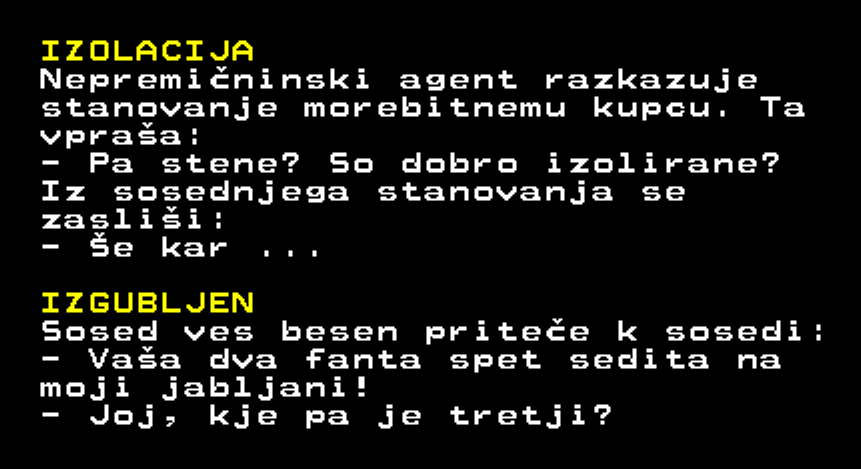 IZOLACIJA
Nepremičninski agent razkazuje
stanovanje morebitnemu kupcu. Ta
vpraša:
- Pa stene? So dobro izolirane?
Iz sosednjega stanovanja se
zasliši:
- Še kar ...
IZGUBLJEN
Sosed ves besen priteče k sosedi:
- Vaša dva fanta spet sedita na
moji jabljani!
- Joj, kje pa je tretji?